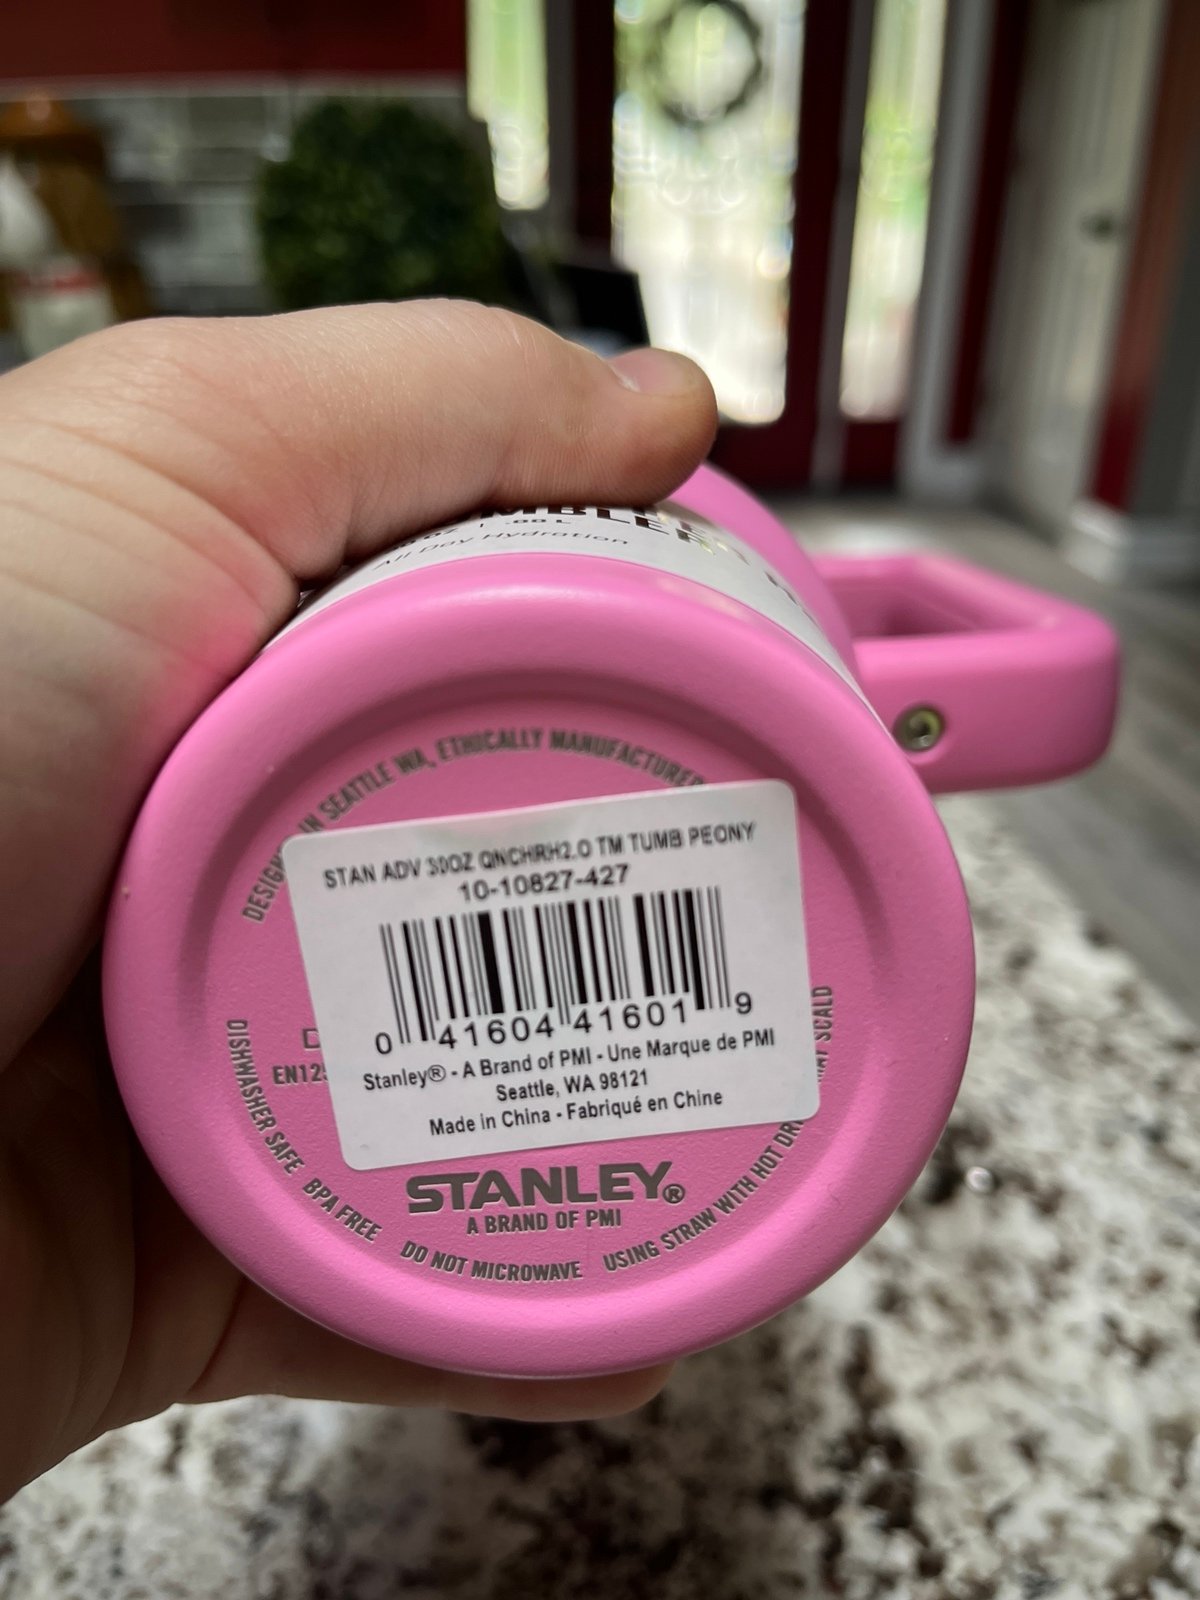 All Day Hydration
DESIGNED IN SEATTLE WA, ETHICALLY MANUFACTURED
STAN ADV 30OZ QNCHRH2.O TM TUMB PEONY
10-10827-427
0 41604 41601 9
Stanley® - A Brand of PMI - Une Marque de PMI
Seattle, WA 98121
Made in China - Fabriqué en Chine
STANLEY®
A BRAND OF PMI
DISHWASHER SAFE BPA FREE DO NOT MICROWAVE USING STRAW WITH HOT SCALD